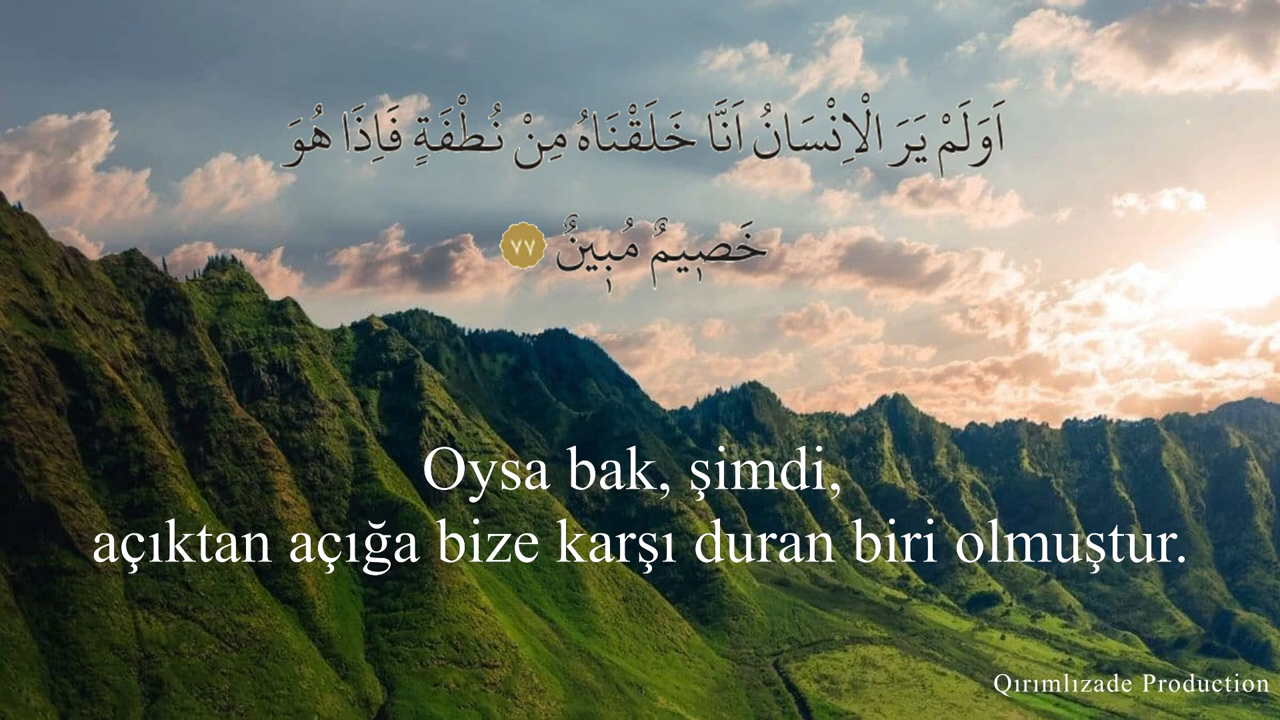 اَوَلَمْ يَرَ الْاِنْسَانُ اَنَّا خَلَقْنَاهُ مِنْ نُطْفَةٍ فَاِذَا هُوَ
خَص۪يمٌ مُب۪ينٌ ٧٧
Oysa bak, şimdi,
açıktan açığa bize karşı duran biri olmuştur.
Qırımlızade Production